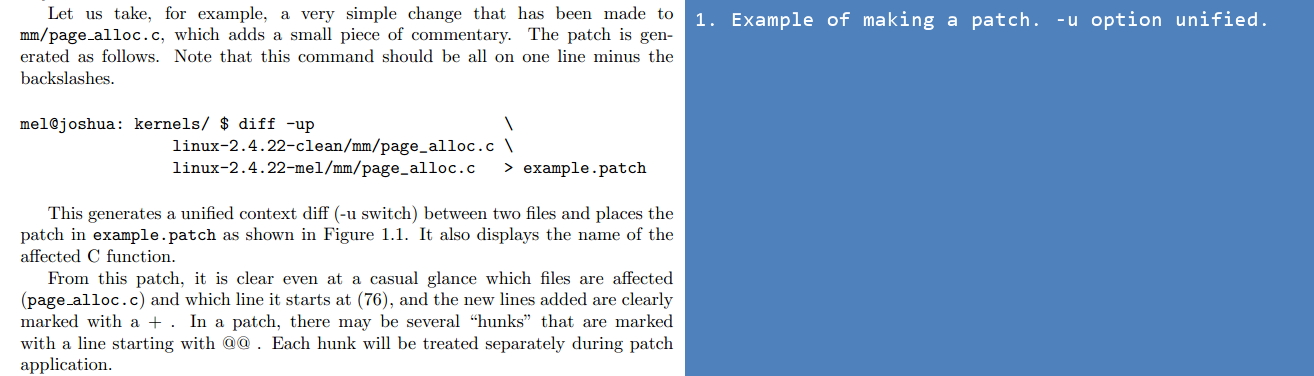 Let us take, for example, a very simple change that has been made to
mm/page_alloc.c, which adds a small piece of commentary. The patch is gen-
erated as follows. Note that this command should be all on one line minus the
backslashes.
mel@joshua: kernels/ $ diff -up \
linux-2.4.22-clean/mm/page_alloc.c \
linux-2.4.22-mel/mm/page_alloc.c > example.patch
This generates a unified context diff (-u switch) between two files and places the
patch in example.patch as shown in Figure 1.1. It also displays the name of the
affected C function.
From this patch, it is clear even at a casual glance which files are affected
(page_alloc.c) and which line it starts at (76), and the new lines added are clearly
marked with a + . In a patch, there may be several “hunks” that are marked
with a line starting with @@ . Each hunk will be treated separately during patch
application.
1. Example of making a patch. -u option unified.